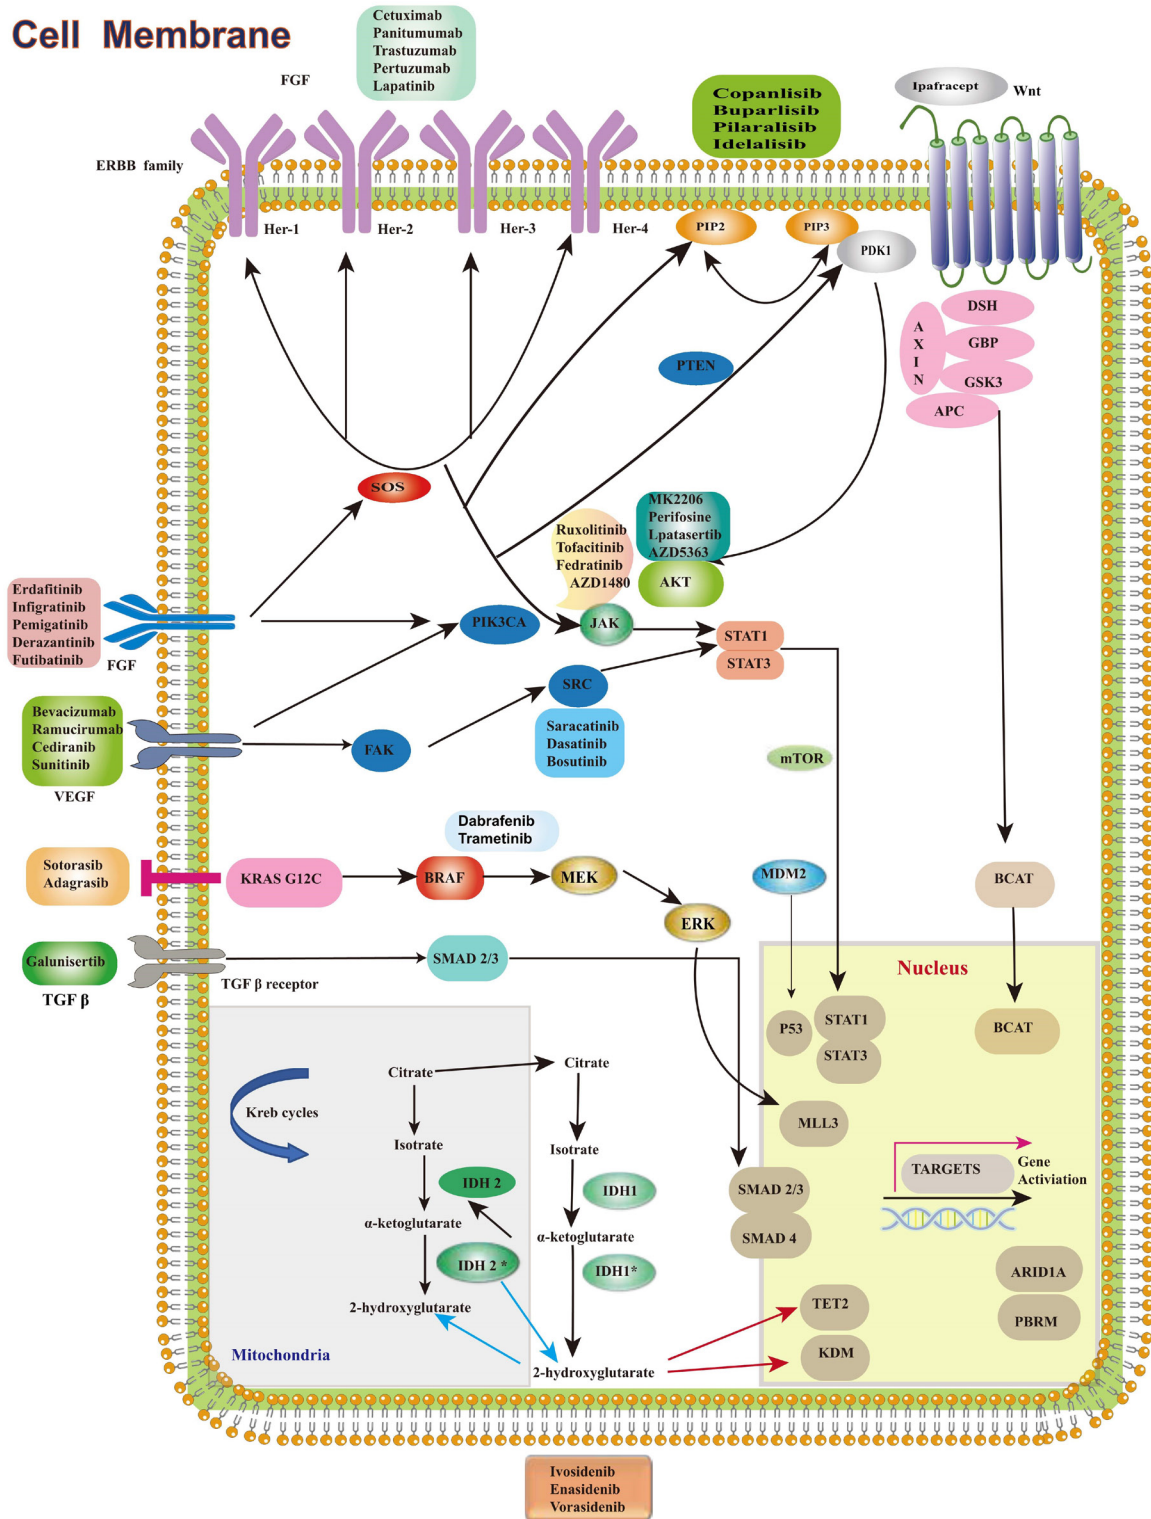 Cell Membrane
Cetuximab
Panitumumab
Trastuzumab
Pertuzumab
Lapatinib
FGF
Copanlisib
Buparlisib
Pilaralisib
Idelalisib
Ipafracept
Wnt
ERBB family
Her-1
Her-2
Her-3
Her-4
PIP2
PIP3
PDK1
DSH
AXIN
GBP
GSK3
APC
PTEN
SOS
MK2206
Perifosine
Lpatasertib
AZD5363
AKT
Ruxolitinib
Tofacitinib
Fedratinib
AZD1480
Erdafitinib
Infigratinib
Pemigatinib
Derazantinib
Futibatinib
FGF
PIK3CA
JAK
STAT1
STAT3
SRC
Saracatinib
Dasatinib
Bosutinib
Bevacizumab
Ramucirumab
Cediranib
Sunitinib
VEGF
FAK
mTOR
Dabrafenib
Trametinib
Sotorasib
Adagrasib
KRAS G12C
BRAF
MEK
ERK
MDM2
BCAT
Galunisertib
TGF β
TGF β receptor
SMAD 2/3
Nucleus
P53
STAT1
STAT3
BCAT
MLL3
Kreb cycles
Citrate
Citrate
Isotrate
Isotrate
IDH 2
IDH1
α-ketoglutarate
α-ketoglutarate
IDH 2 *
IDH1*
2-hydroxyglutarate
2-hydroxyglutarate
Mitochondria
SMAD 2/3
SMAD 4
TARGETS
Gene
Activiation
TET2
KDM
ARID1A
PBRM
Ivosidenib
Enasidenib
Vorasidenib